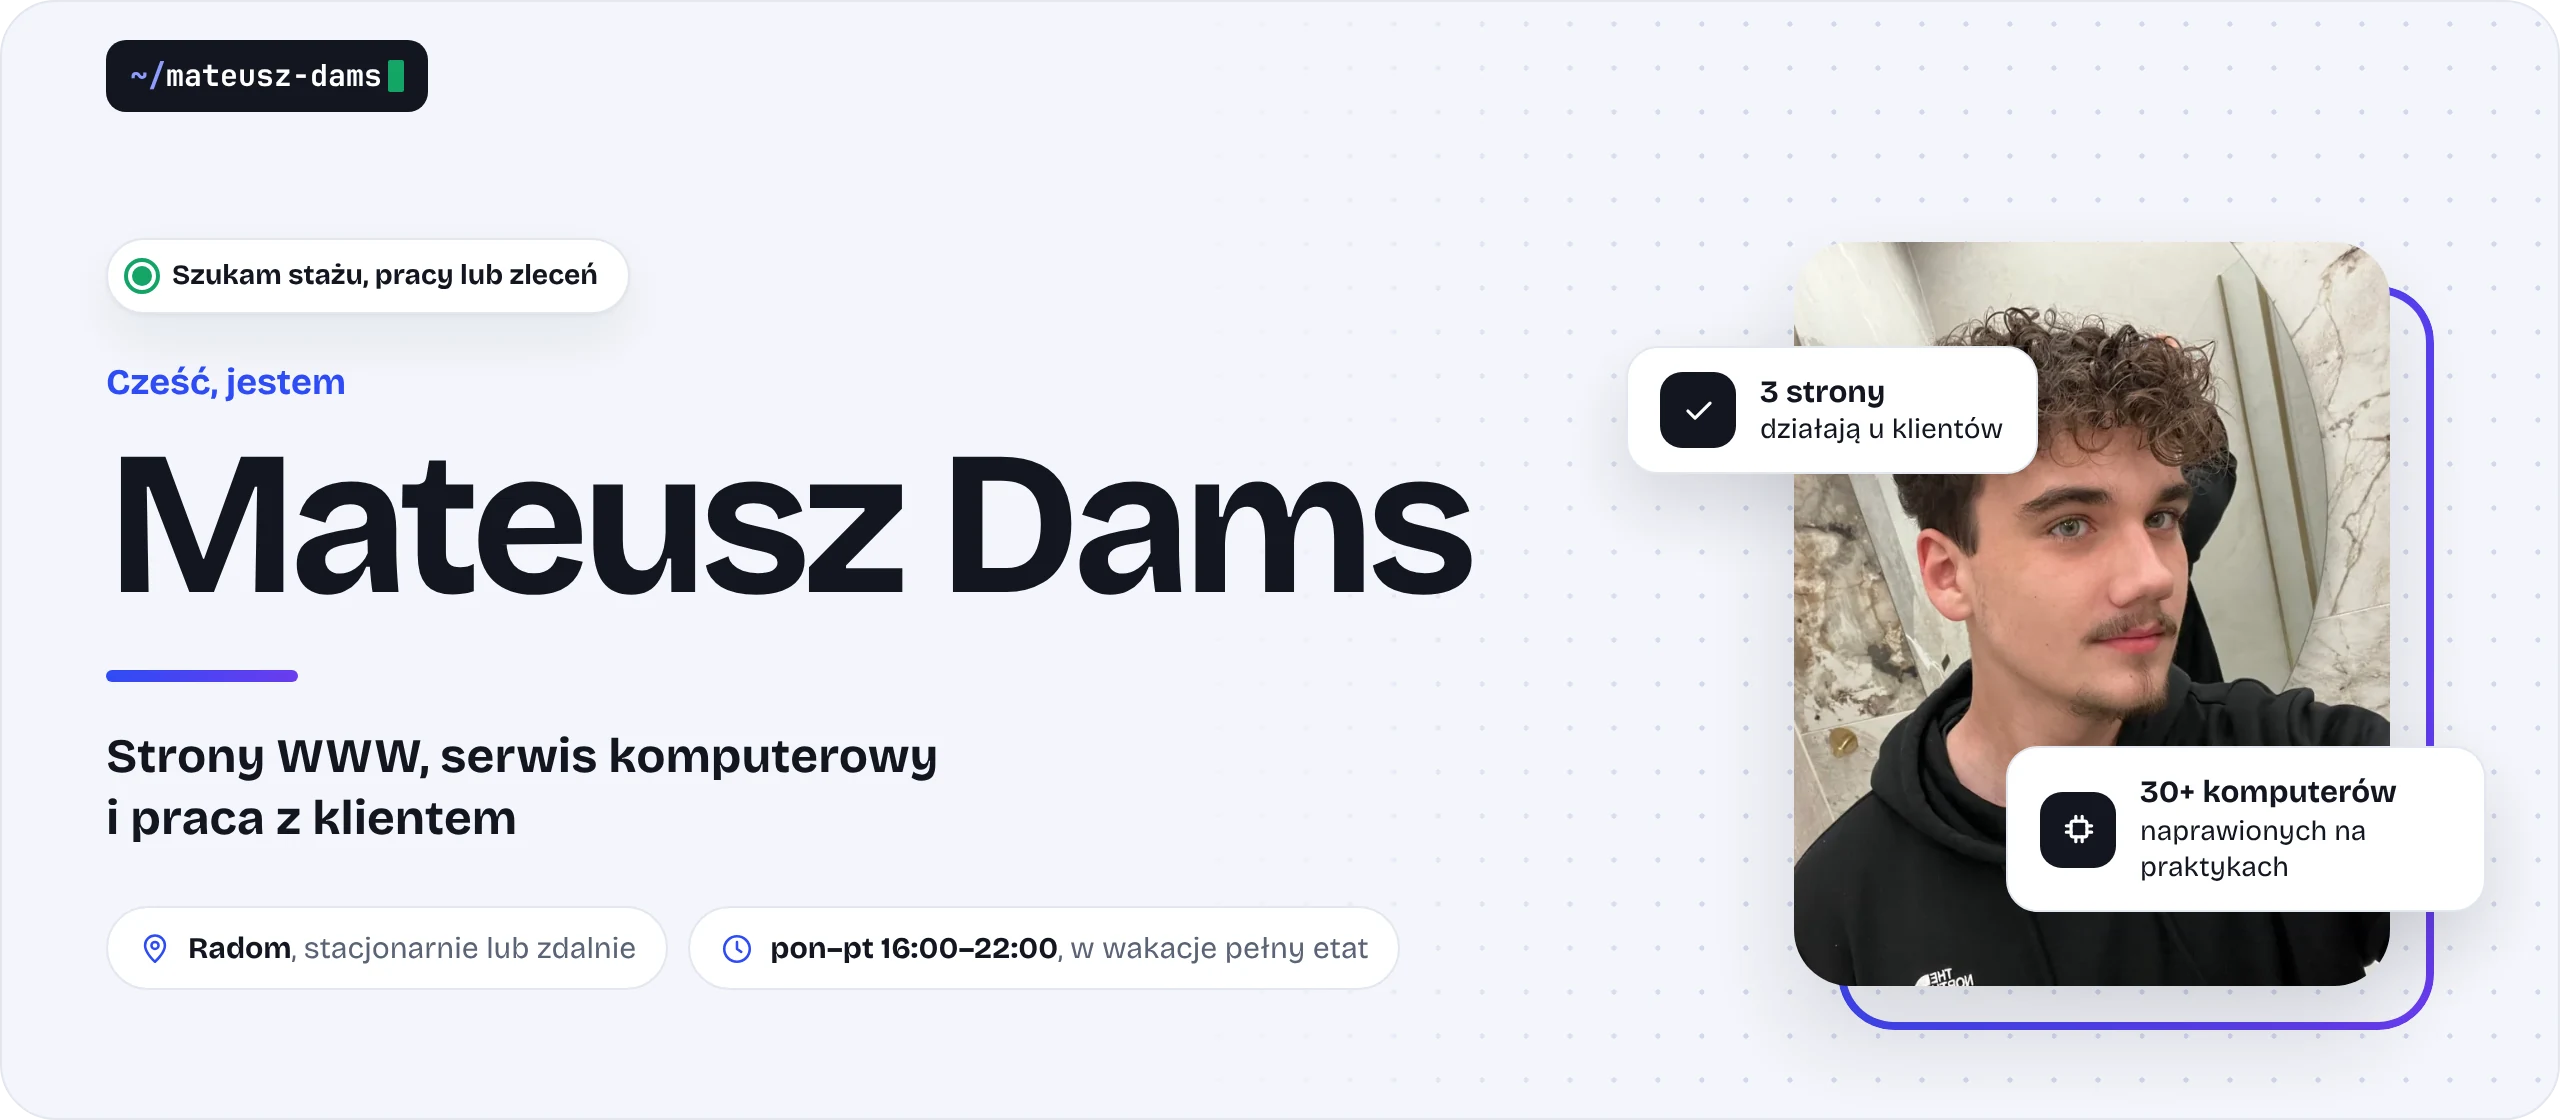 ~/mateusz-dams
Szukam stażu, pracy lub zleceń
Cześć, jestem
Mateusz Dams
Strony WWW, serwis komputerowy
i praca z klientem
Radom, stacjonarnie lub zdalnie
pon–pt 16:00–22:00, w wakacje pełny etat
3 strony
działają u klientów
30+ komputerów
naprawionych na
praktykach
THE